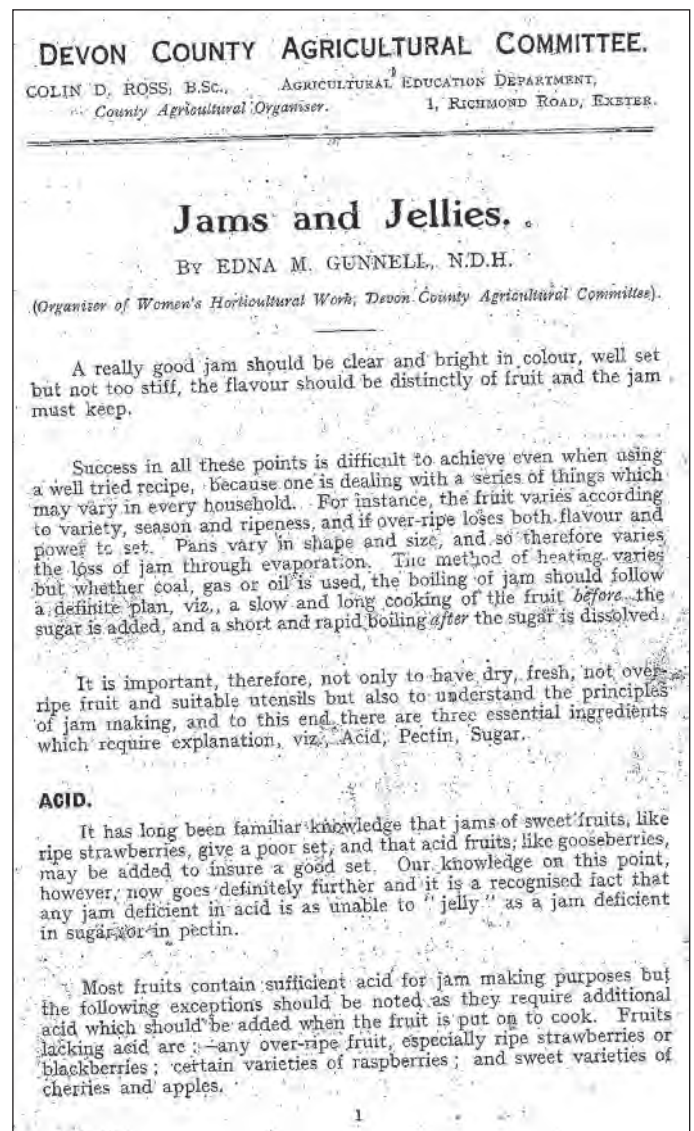 DEVON COUNTY AGRICULTURAL COMMITTEE.
COLIN D. ROSS, B.Sc., AGRICULTURAL EDUCATION DEPARTMENT,
County Agricultural Organiser. 1, RICHMOND ROAD, EXETER.
Jams and Jellies.
BY EDNA M. GUNNELL, N.D.H.
(Organiser of Women's Horticultural Work, Devon County Agricultural Committee).
A really good jam should be clear and bright in colour, well set
but not too stiff, the flavour should be distinctly of fruit and the jam
must keep.
Success in all these points is difficult to achieve even when using
a well tried recipe, because one is dealing with a series of things which
may vary in every household. For instance, the fruit varies according
to variety, season and ripeness, and if over-ripe loses both flavour and
power to set. Pans vary in shape and size, and so therefore varies
the loss of jam through evaporation. The method of heating varies
but whether coal, gas or oil is used, the boiling of jam should follow
a definite plan, viz., a slow and long cooking of the fruit before the
sugar is added, and a short and rapid boiling after the sugar is dissolved.
It is important, therefore, not only to have dry, fresh, not over-
ripe fruit and suitable utensils but also to understand the principles
of jam making, and to this end there are three essential ingredients
which require explanation, viz., Acid, Pectin, Sugar.
ACID.
It has long been familiar knowledge that jams of sweet fruits, like
ripe strawberries, give a poor set, and that acid fruits, like gooseberries,
may be added to insure a good set. Our knowledge on this point,
however, now goes definitely further and it is a recognised fact that
any jam deficient in acid is as unable to "jelly" as a jam deficient
in sugar or in pectin.
Most fruits contain sufficient acid for jam making purposes but
the following exceptions should be noted as they require additional
acid which should be added when the fruit is put on to cook. Fruits
lacking acid are :—any over-ripe fruit, especially ripe strawberries or
blackberries ; certain varieties of raspberries ; and sweet varieties of
cherries and apples.
1